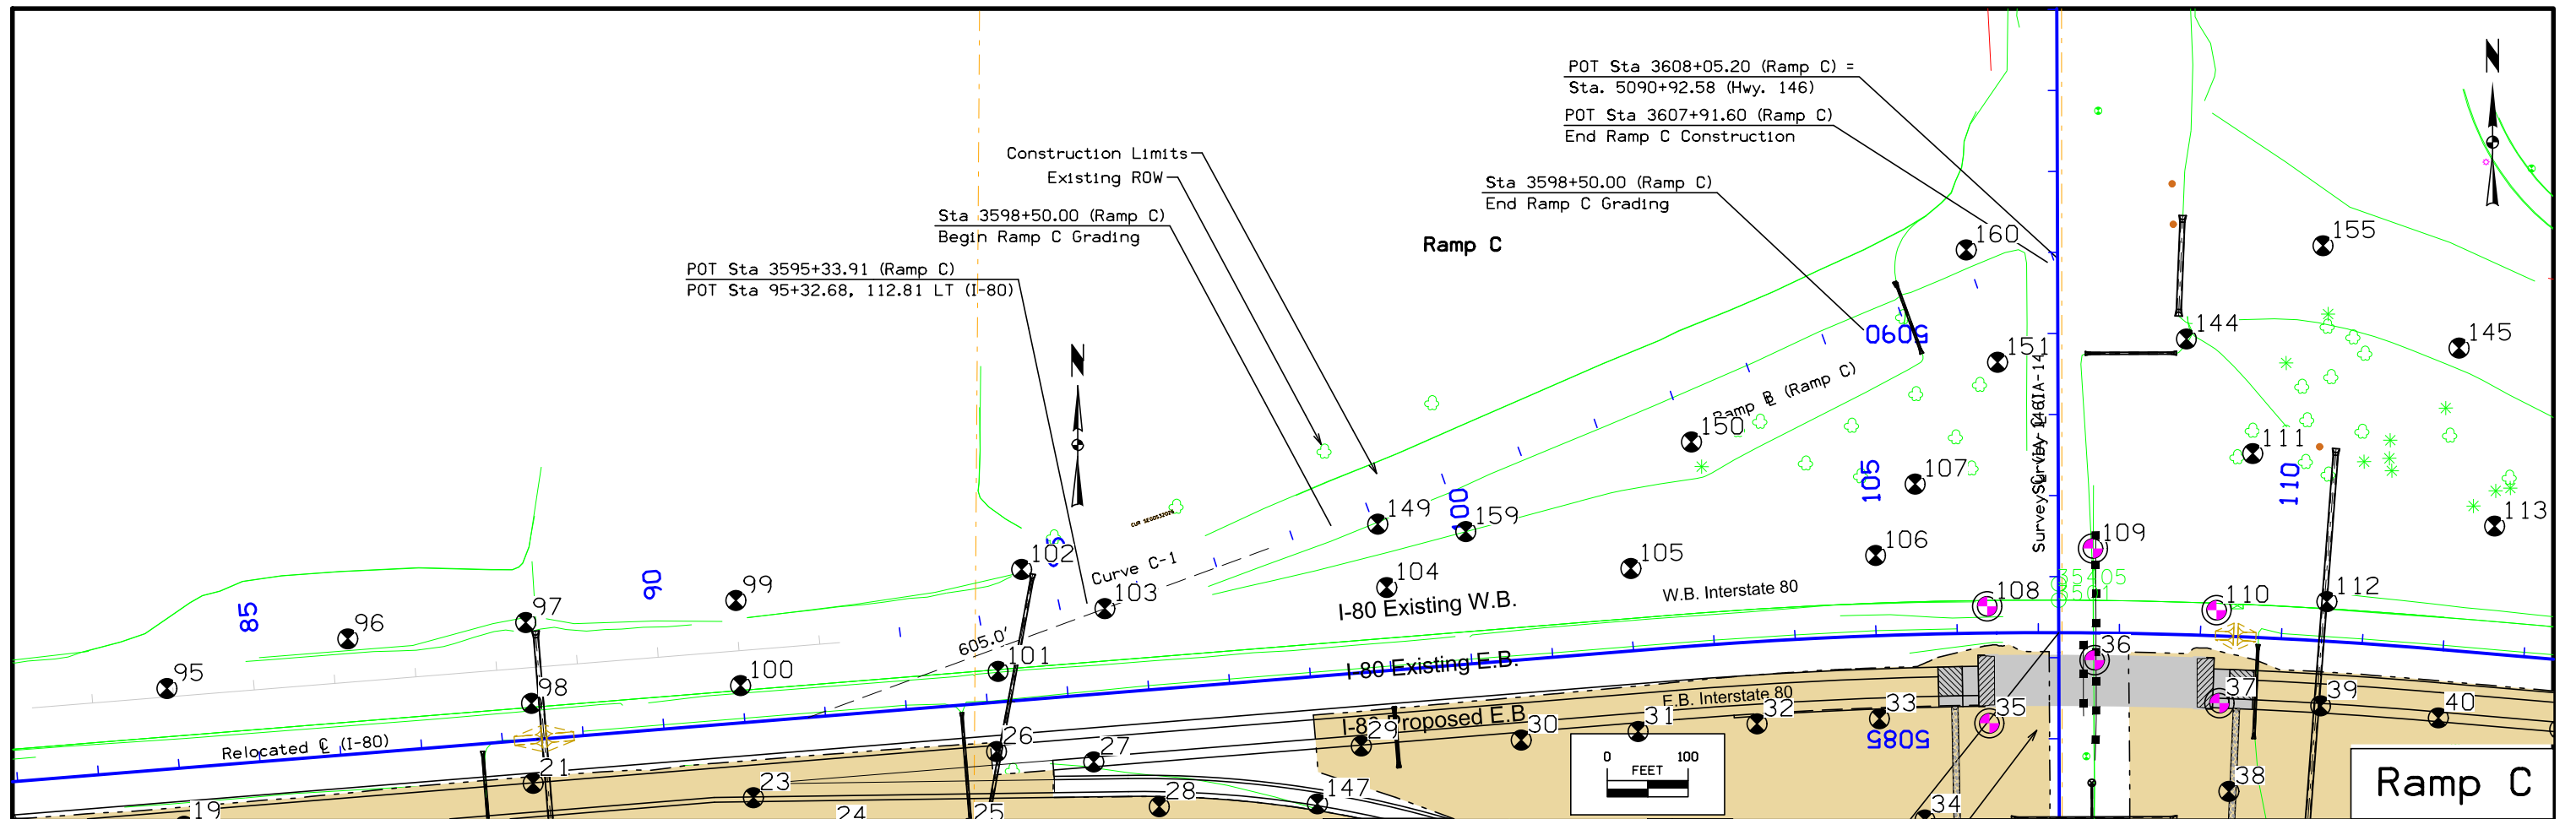 POT Sta 3608+05.20 (Ramp C) =
Sta. 5090+92.58 (Hwy. 146)
POT Sta 3607+91.60 (Ramp C)
End Ramp C Construction
Sta 3598+50.00 (Ramp C)
End Ramp C Grading
Construction Limits
Existing ROW
Sta 3598+50.00 (Ramp C)
Begin Ramp C Grading
POT Sta 3595+33.91 (Ramp C)
POT Sta 95+32.68, 112.81 LT (I-80)
Ramp C
N
N
160
155
144
145
5090
151
Ramp ℄ (Ramp C)
150
107
105
111
110
113
149
100
159
109
102
Curve C-1
103
104
105
106
I-80 Existing W.B.
W.B. Interstate 80
108
35405
110
112
85
90
99
97
96
95
605.0'
101
100
98
I-80 Existing E.B.
36
E.B. Interstate 80
37
39
40
Relocated ℄ (I-80)
26
27
29
30
31
32
33
35
5085
21
23
19
24
25
28
147
34
38
0 100
FEET
Ramp C